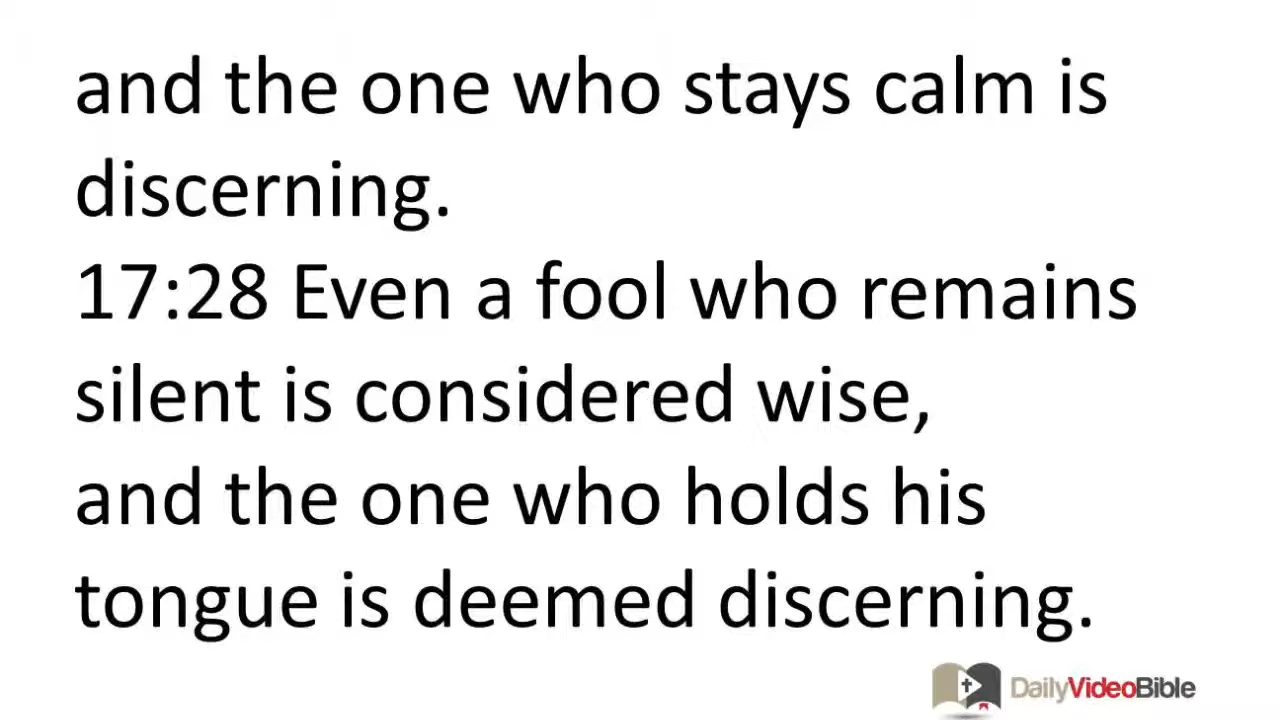 and the one who stays calm is
discerning.
17:28 Even a fool who remains
silent is considered wise,
and the one who holds his
tongue is deemed discerning.
DailyVideoBible